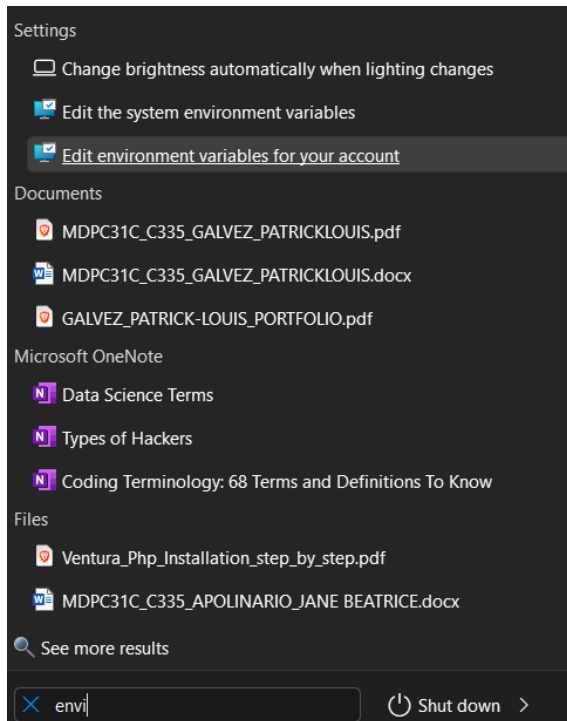 Settings
Change brightness automatically when lighting changes
Edit the system environment variables
Edit environment variables for your account
Documents
MDPC31C_C335_GALVEZ_PATRICKLOUIS.pdf
MDPC31C_C335_GALVEZ_PATRICKLOUIS.docx
GALVEZ_PATRICK-LOUIS_PORTFOLIO.pdf
Microsoft OneNote
Data Science Terms
Types of Hackers
Coding Terminology: 68 Terms and Definitions To Know
Files
Ventura_Php_Installation_step_by_step.pdf
MDPC31C_C335_APOLINARIO_JANE BEATRICE.docx
See more results
envi Shut down